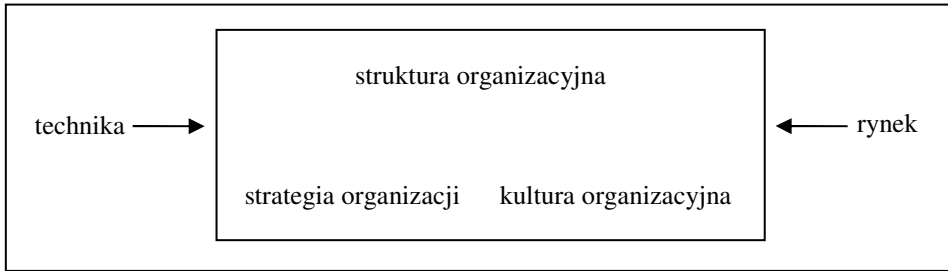 struktura organizacyjna
technika
rynek
strategia organizacji
kultura organizacyjna